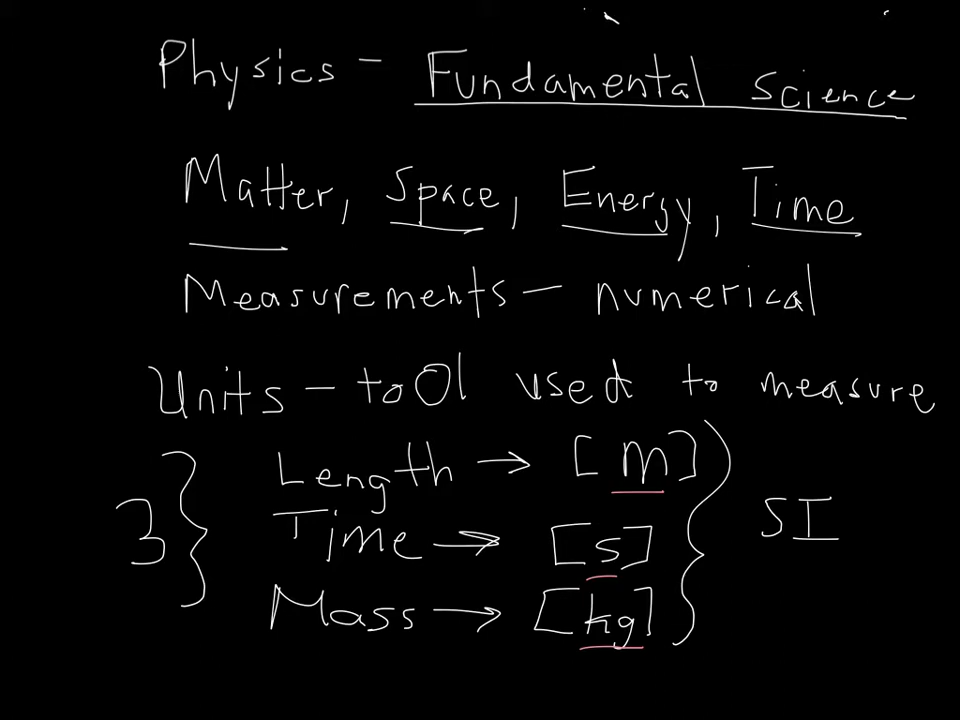 Physics - Fundamental Science
Matter, Space, Energy, Time
Measurements - numerical
Units - tool used to measure
3 } Length → [m] } SI
Time → [s]
Mass → [kg]